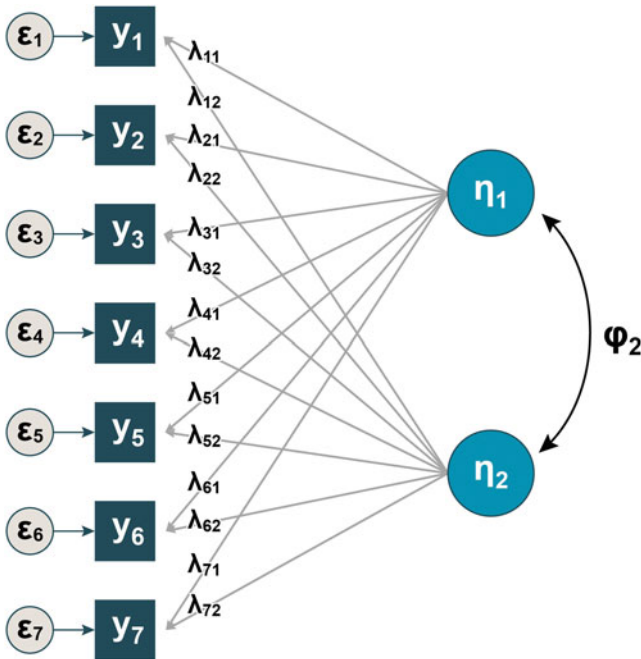 ε₁ y₁
λ₁₁
λ₁₂
ε₂ y₂ λ₂₁
λ₂₂
η₁
ε₃ y₃ λ₃₁
λ₃₂
λ₄₁
ε₄ y₄
λ₄₂
φ₂
λ₅₁
ε₅ y₅ λ₅₂
η₂
λ₆₁
ε₆ y₆ λ₆₂
λ₇₁
λ₇₂
ε₇ y₇